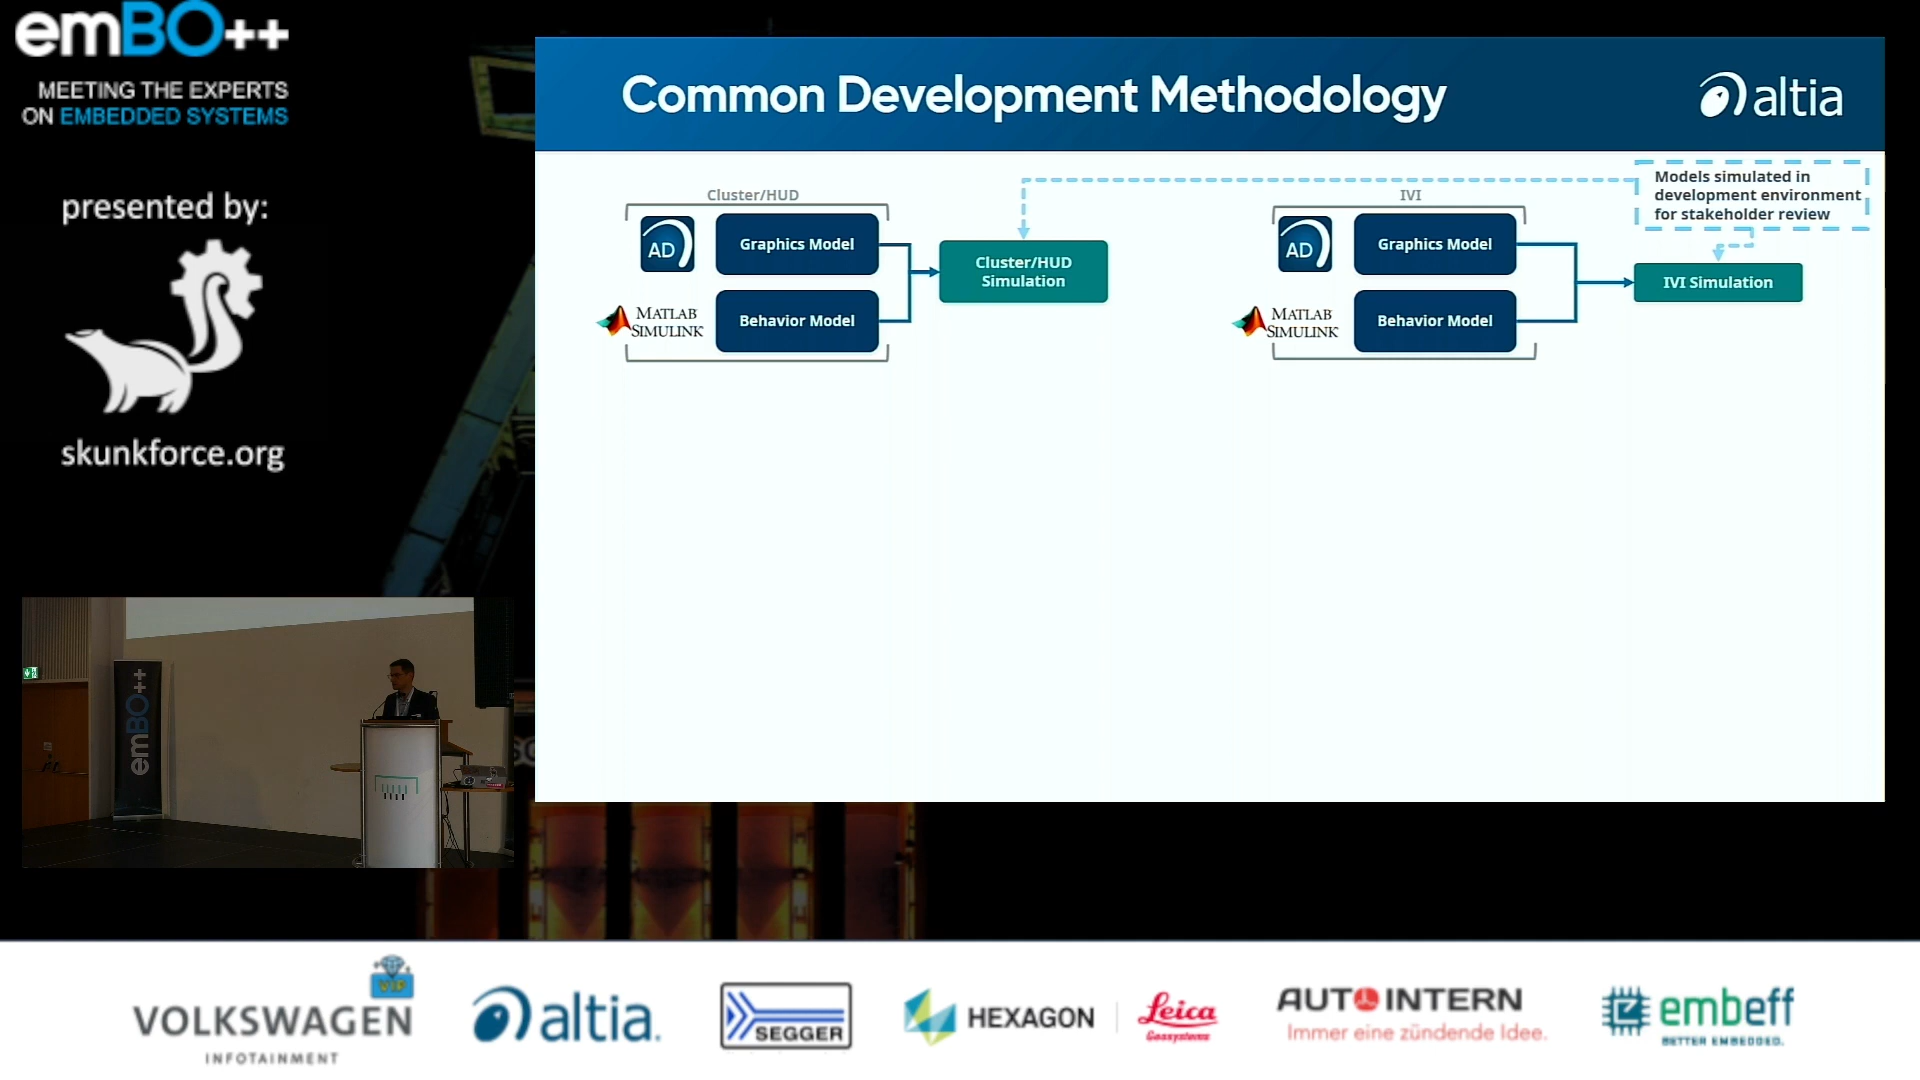 emBO++
MEETING THE EXPERTS
ON EMBEDDED SYSTEMS
presented by:
skunkforce.org
Common Development Methodology
altia
Cluster/HUD
AD
Graphics Model
MATLAB
SIMULINK
Behavior Model
Cluster/HUD
Simulation
IVI
AD
Graphics Model
MATLAB
SIMULINK
Behavior Model
IVI Simulation
Models simulated in
development environment
for stakeholder review
emBO++
VIP
VOLKSWAGEN
INFOTAINMENT
altia.
SEGGER
HEXAGON
Leica
Geosystems
AUTOINTERN
Immer eine zündende Idee.
embeff
BETTER EMBEDDED.